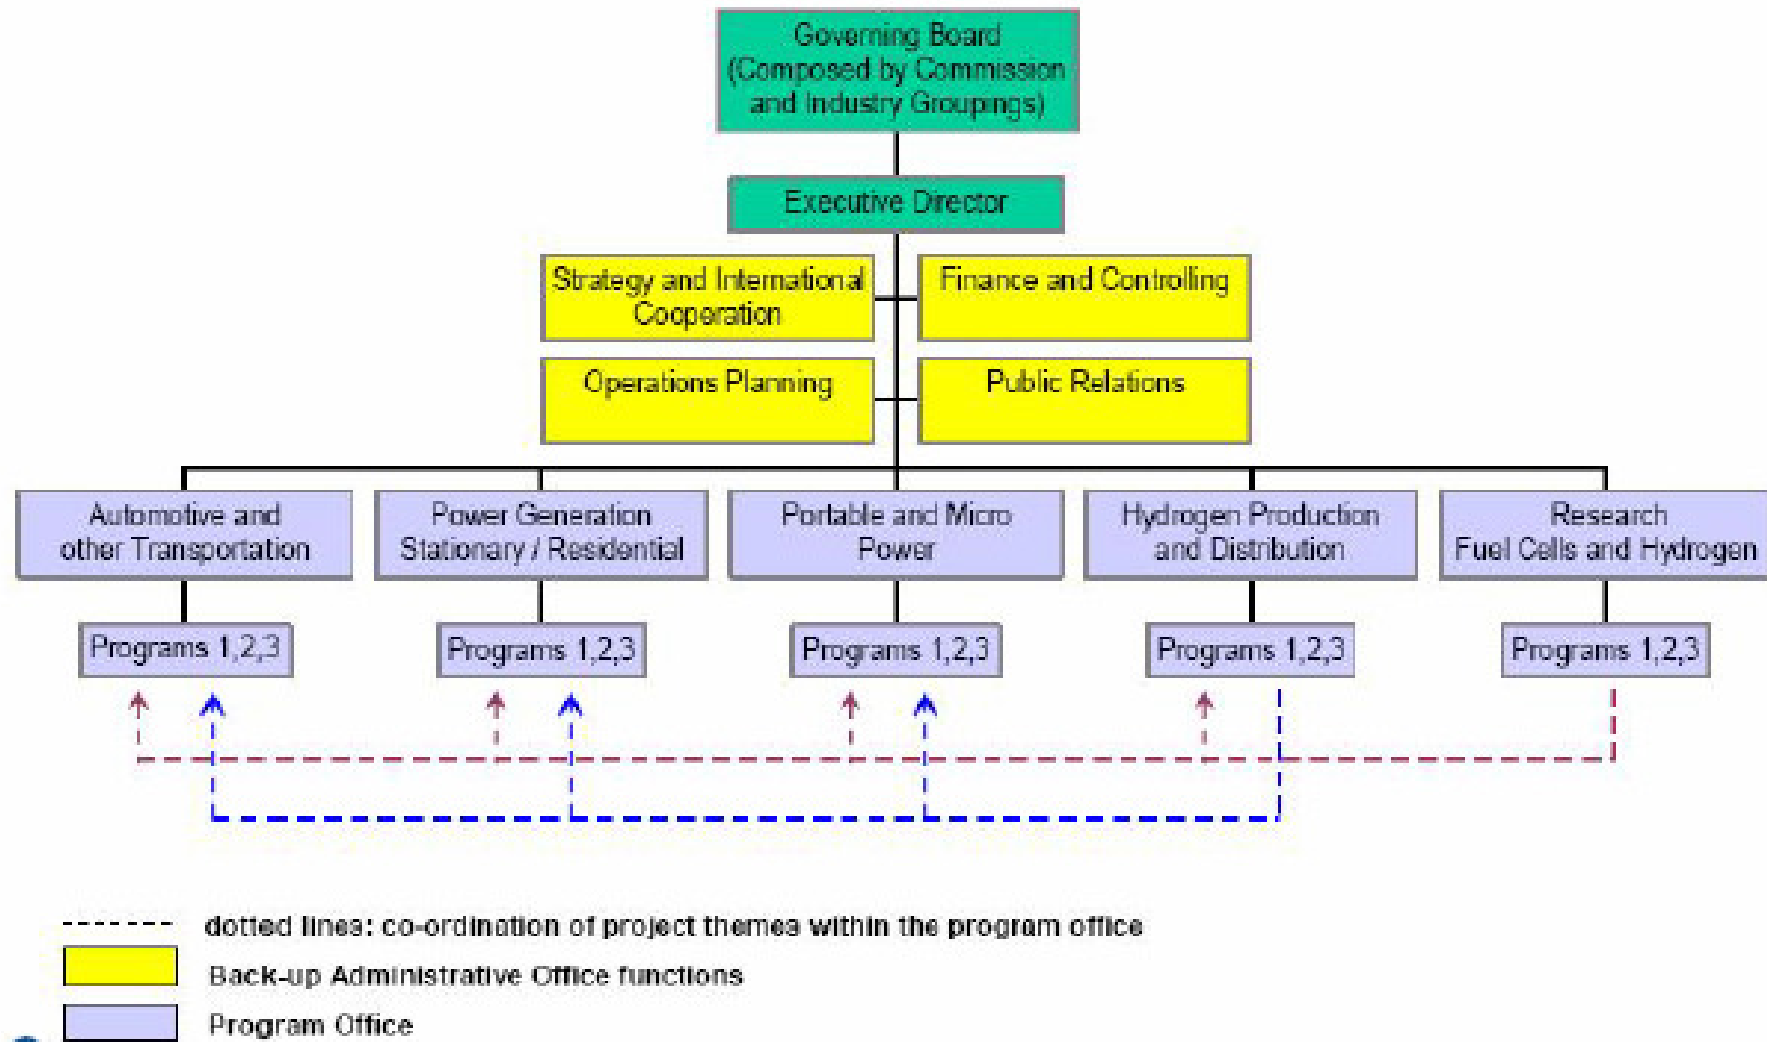 Governing Board
(Composed by Commission
and Industry Groupings)
Executive Director
Strategy and International
Cooperation
Finance and Controlling
Operations Planning
Public Relations
Automotive and
other Transportation
Power Generation
Stationary / Residential
Portable and Micro
Power
Hydrogen Production
and Distribution
Research
Fuel Cells and Hydrogen
Programs 1,2,3
Programs 1,2,3
Programs 1,2,3
Programs 1,2,3
Programs 1,2,3
dotted lines: co-ordination of project themes within the program office
Back-up Administrative Office functions
Program Office